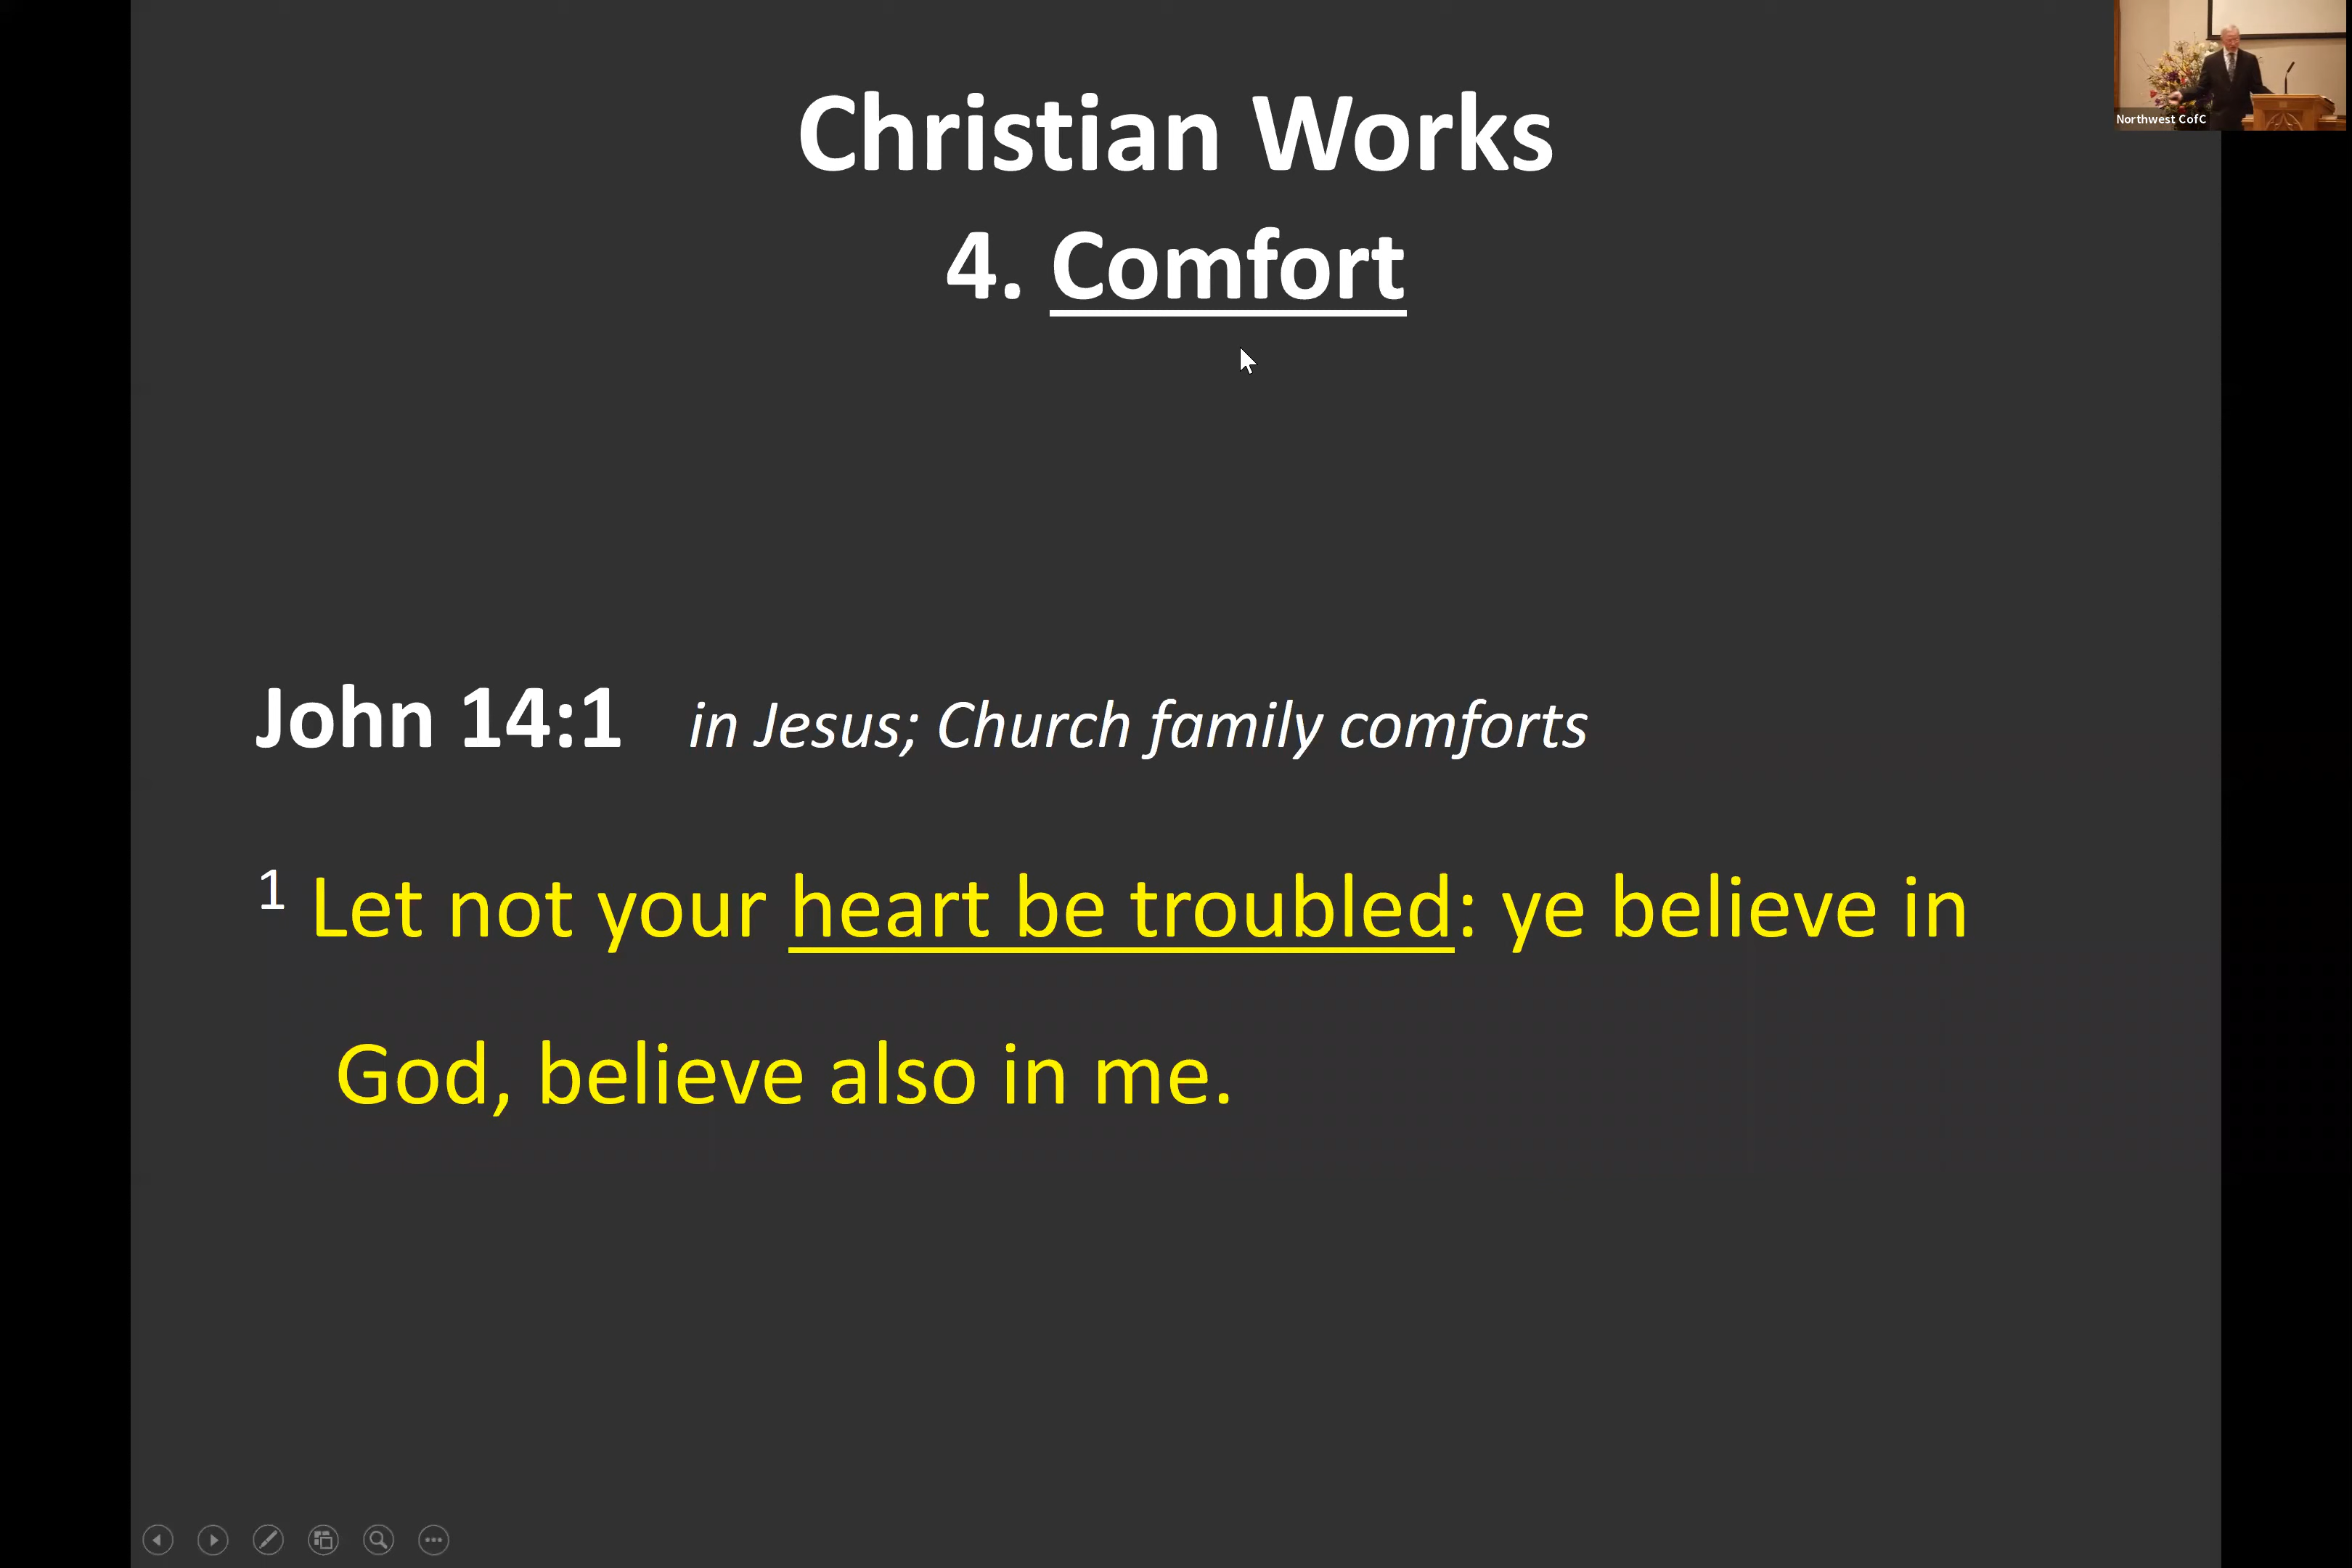 Christian Works
4. Comfort
Northwest CofC
John 14:1 in Jesus; Church family comforts
1 Let not your heart be troubled: ye believe in
God, believe also in me.